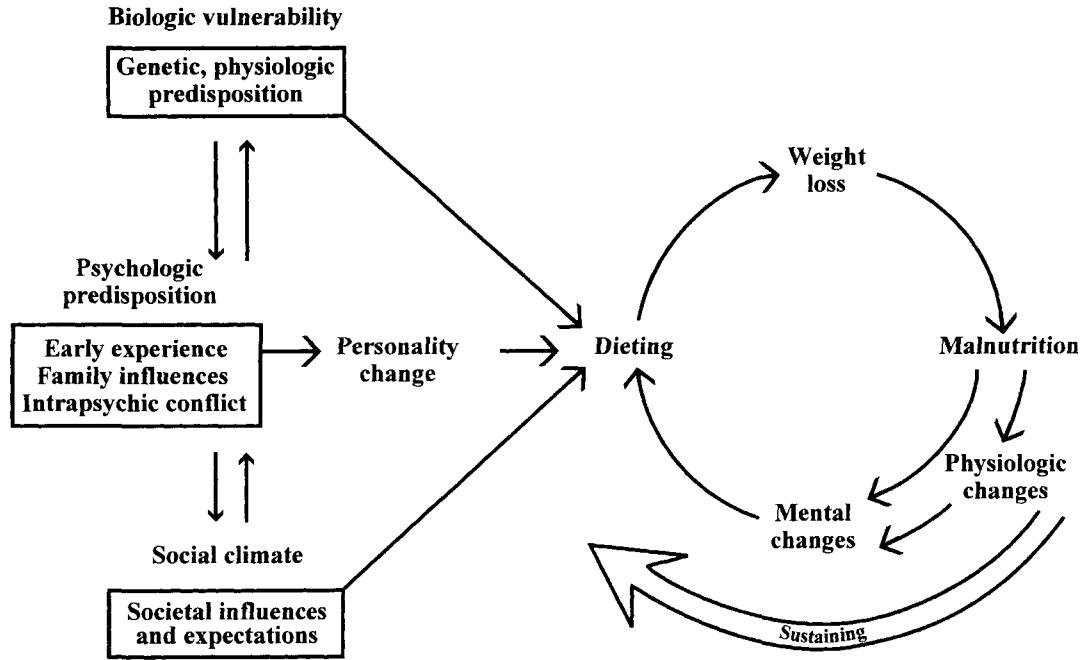 Biologic vulnerability
Genetic, physiologic
predisposition
Psychologic
predisposition
Early experience
Family influences
Intrapsychic conflict
Personality
change
Social climate
Societal influences
and expectations
Dieting
Weight
loss
Malnutrition
Physiologic
changes
Mental
changes
Sustaining